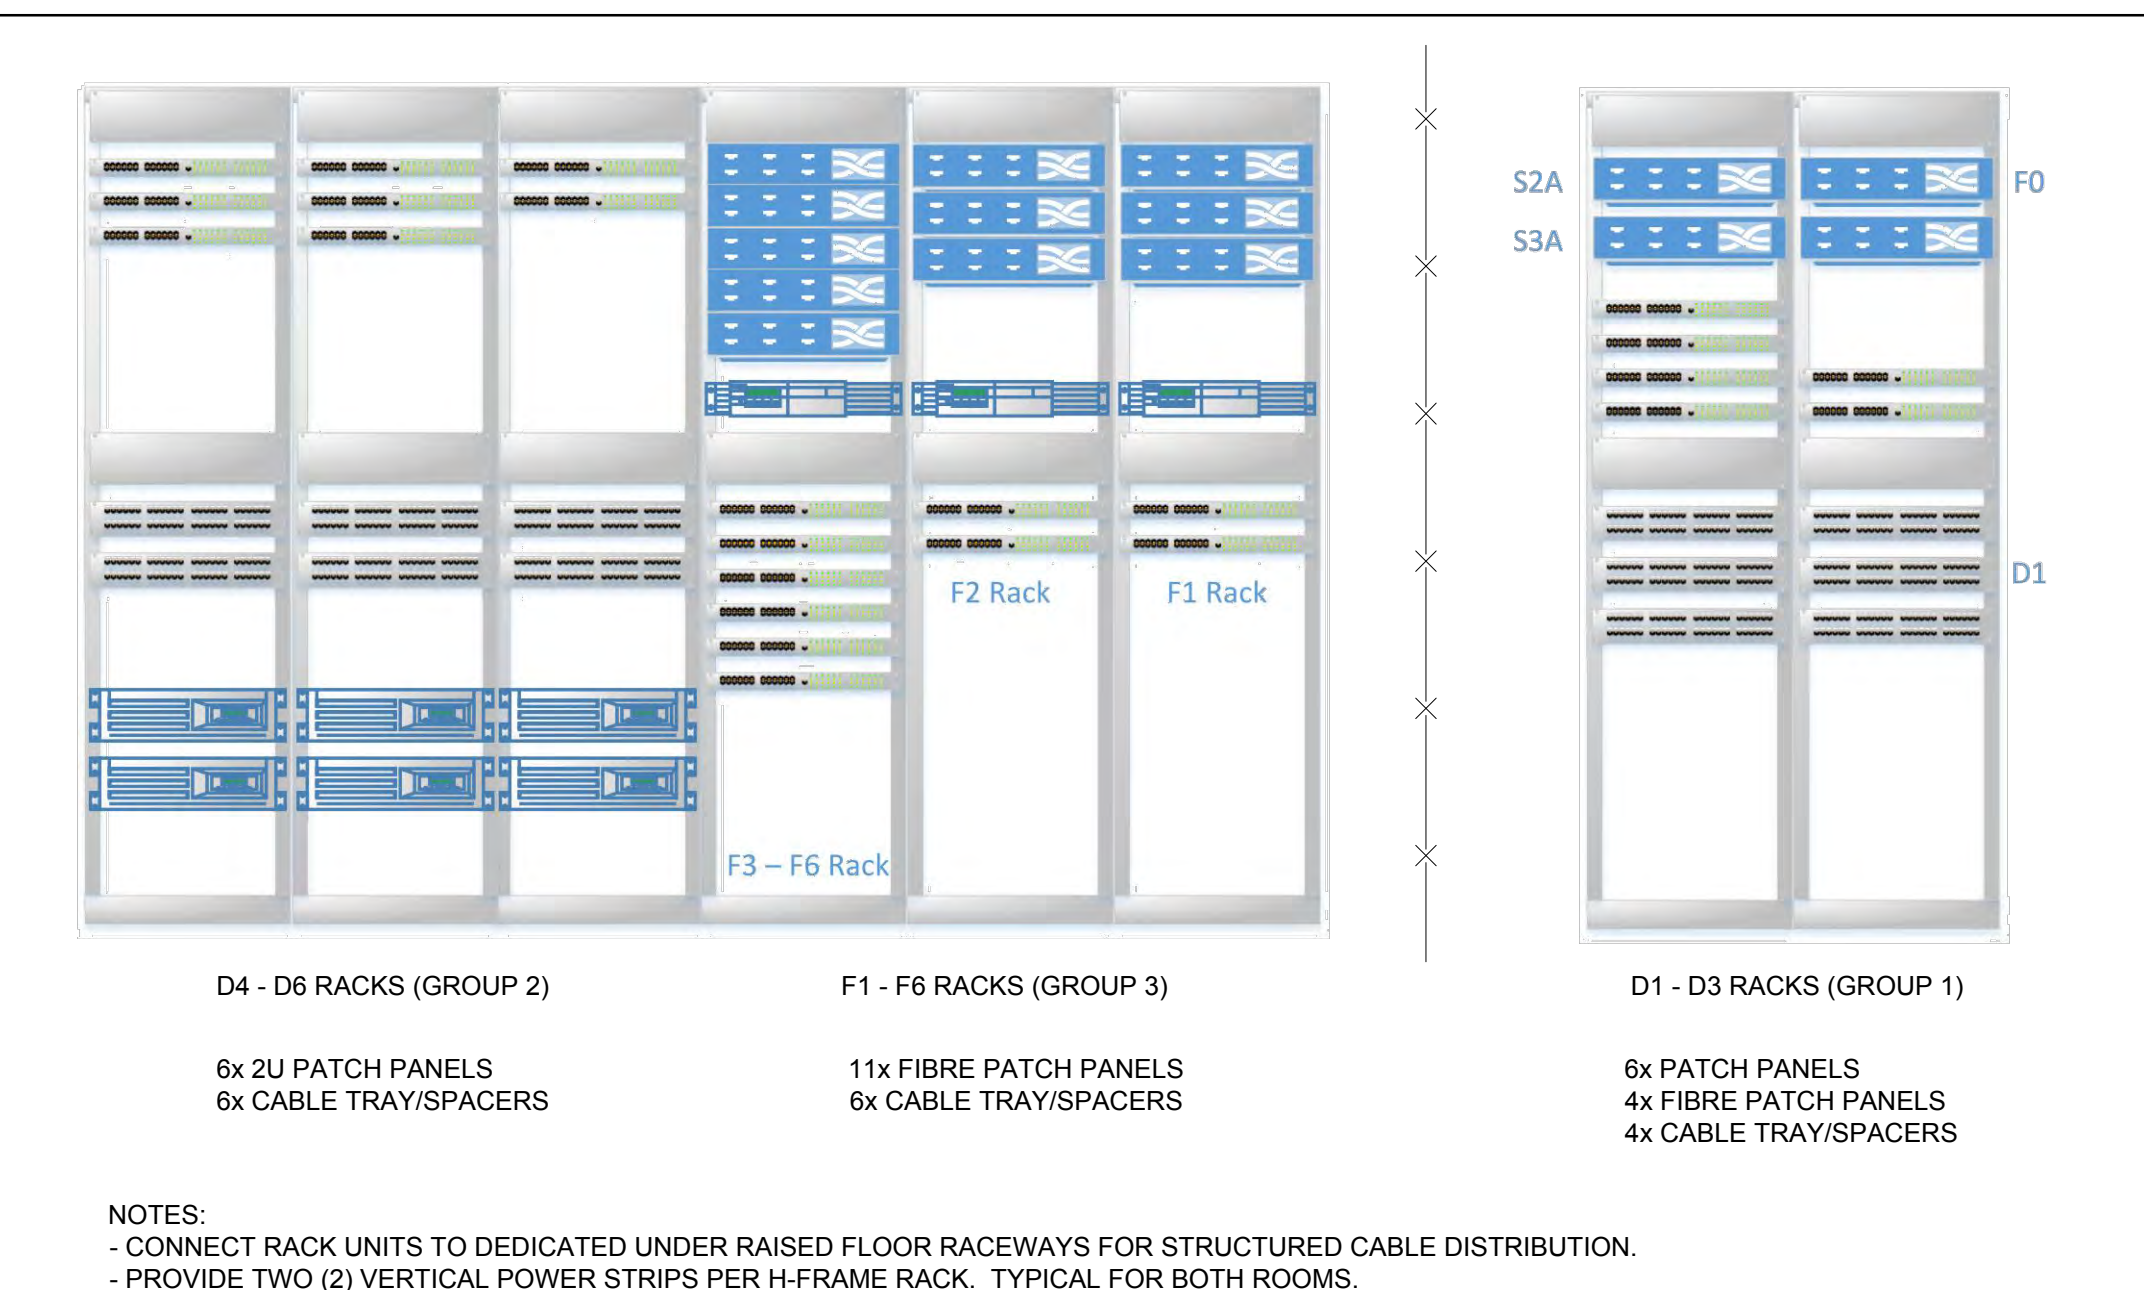 S2A
F0
S3A
D1
F2 Rack
F1 Rack
F3 – F6 Rack
D4 - D6 RACKS (GROUP 2)
F1 - F6 RACKS (GROUP 3)
D1 - D3 RACKS (GROUP 1)
6x 2U PATCH PANELS
6x CABLE TRAY/SPACERS
11x FIBRE PATCH PANELS
6x CABLE TRAY/SPACERS
6x PATCH PANELS
4x FIBRE PATCH PANELS
4x CABLE TRAY/SPACERS
NOTES:
- CONNECT RACK UNITS TO DEDICATED UNDER RAISED FLOOR RACEWAYS FOR STRUCTURED CABLE DISTRIBUTION.
- PROVIDE TWO (2) VERTICAL POWER STRIPS PER H-FRAME RACK. TYPICAL FOR BOTH ROOMS.